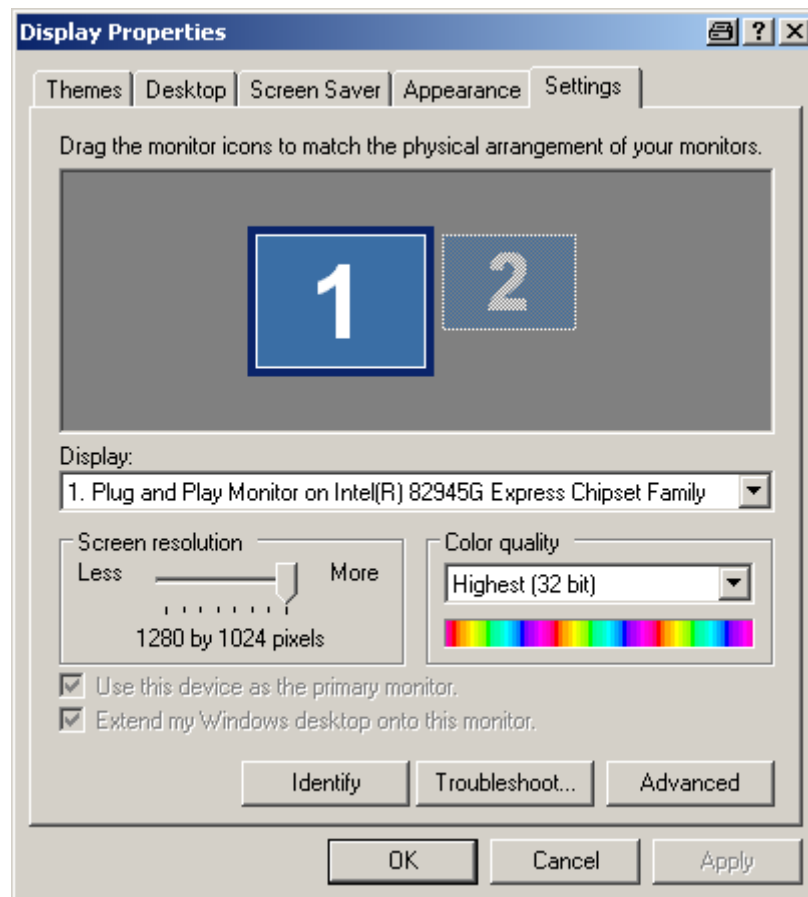 Display Properties
Themes Desktop Screen Saver Appearance Settings
Drag the monitor icons to match the physical arrangement of your monitors.
1 2
Display:
1. Plug and Play Monitor on Intel(R) 82945G Express Chipset Family
Screen resolution Color quality
Less More Highest (32 bit)
1280 by 1024 pixels
Use this device as the primary monitor.
Extend my Windows desktop onto this monitor.
Identify Troubleshoot... Advanced
OK Cancel Apply